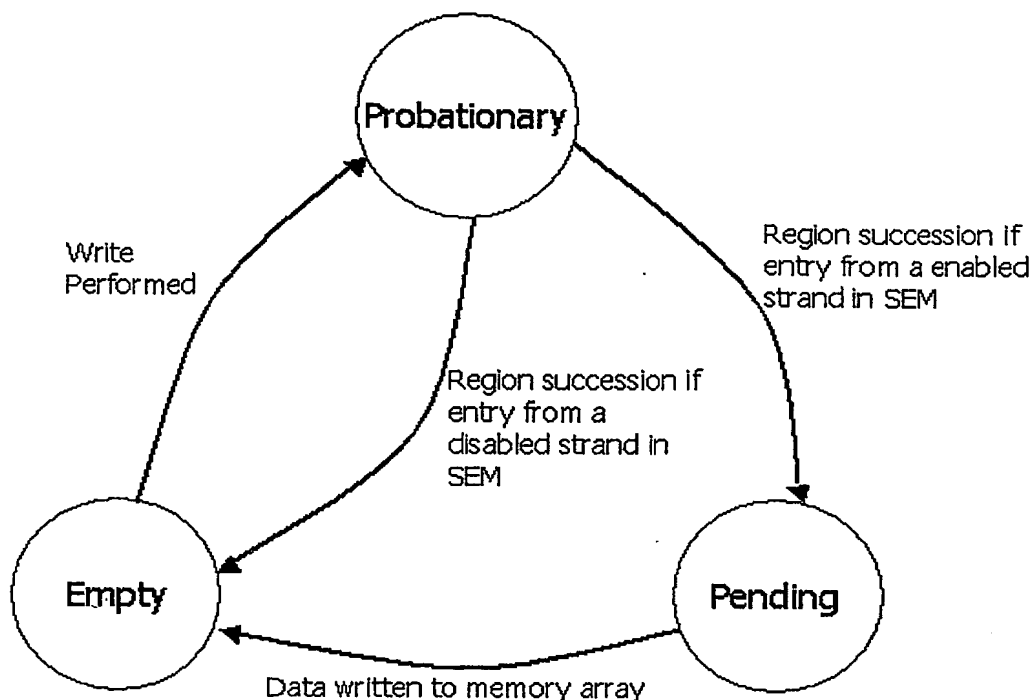 Probationary
Write
Performed
Region succession if
entry from a enabled
strand in SEM
Region succession if
entry from a
disabled strand in
SEM
Empty
Pending
Data written to memory array